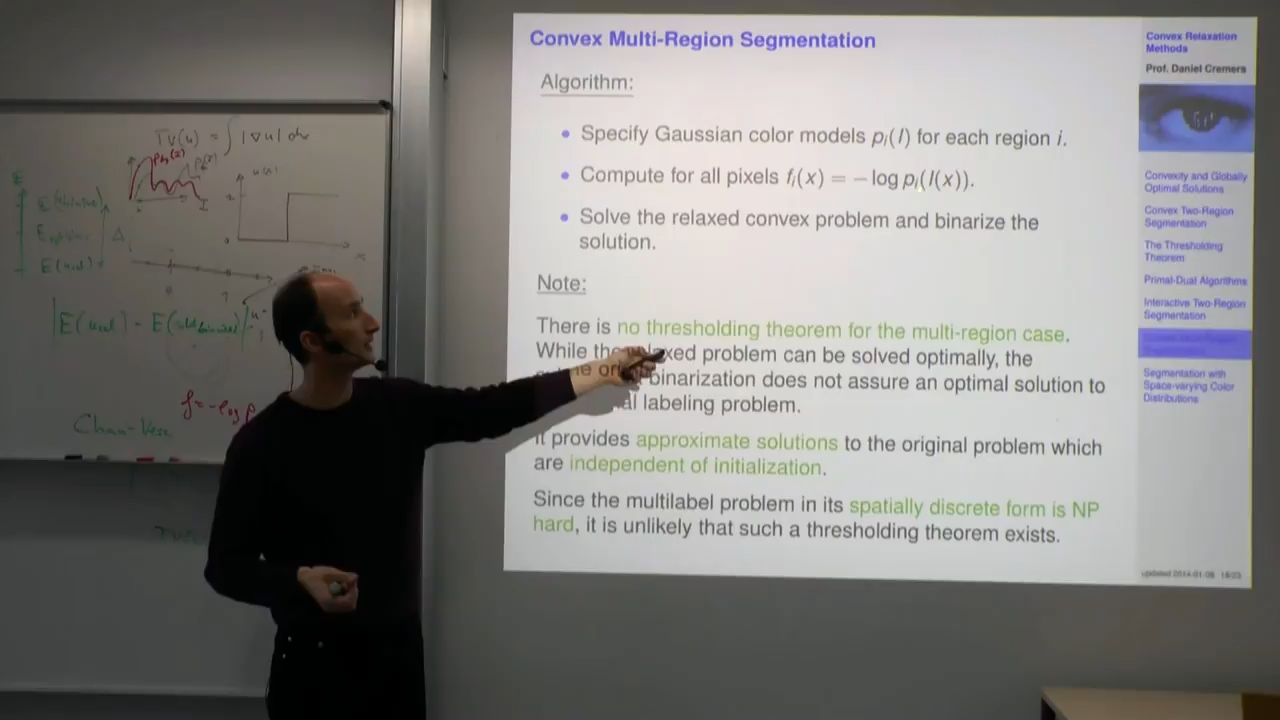 TV(u) = ∫ |∇u| dx
u(x)
E(
E(
Δ
|E(
Chan-Vese
f = -log p
Convex Multi-Region Segmentation
Algorithm:
• Specify Gaussian color models pᵢ(I) for each region i.
• Compute for all pixels fᵢ(x) = − log pᵢ(I(x)).
• Solve the relaxed convex problem and binarize the
solution.
Note:
There is no thresholding theorem for the multi-region case.
While the xed problem can be solved optimally, the
binarization does not assure an optimal solution to
al labeling problem.
It provides approximate solutions to the original problem which
are independent of initialization.
Since the multilabel problem in its spatially discrete form is NP
hard, it is unlikely that such a thresholding theorem exists.
Convex Relaxation
Methods
Prof. Daniel Cremers
Convexity and Globally
Optimal Solutions
Convex Two-Region
Segmentation
The Thresholding
Theorem
Primal-Dual Algorithms
Interactive Two-Region
Segmentation
Segmentation with
Space-varying Color
Distributions